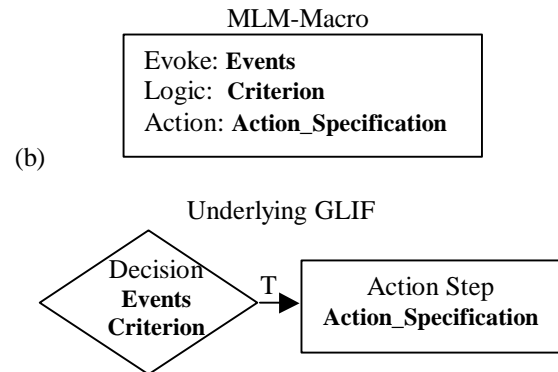 MLM-Macro
Evoke: Events
Logic: Criterion
Action: Action_Specification
(b)
Underlying GLIF
Decision
Events
Criterion
T
Action Step
Action_Specification